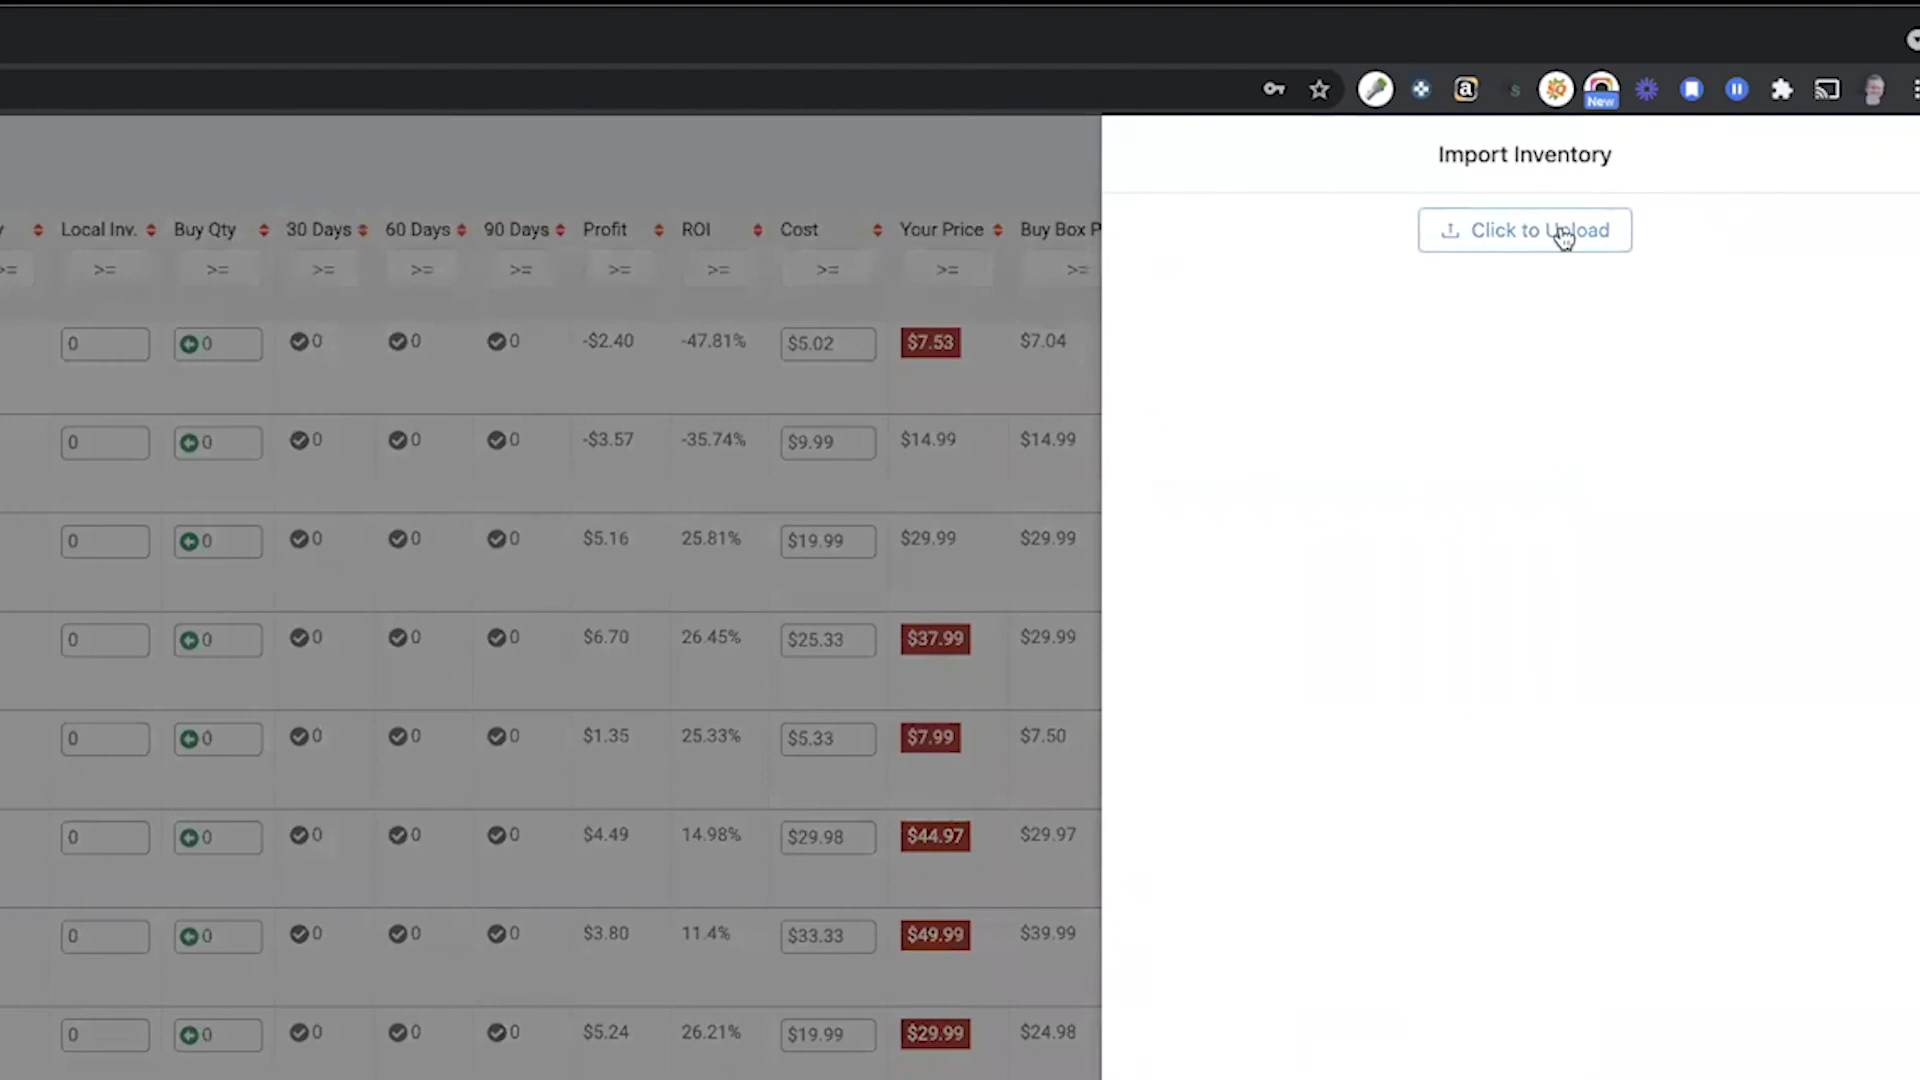 New
Import Inventory
Click to Upload
Local Inv. Buy Qty 30 Days 60 Days 90 Days Profit ROI Cost Your Price Buy Box P
>= >= >= >= >= >= >= >= >= >= >=
0 0 0 0 0 -$2.40 -47.81% $5.02 $7.53 $7.04
0 0 0 0 0 -$3.57 -35.74% $9.99 $14.99 $14.99
0 0 0 0 0 $5.16 25.81% $19.99 $29.99 $29.99
0 0 0 0 0 $6.70 26.45% $25.33 $37.99 $29.99
0 0 0 0 0 $1.35 25.33% $5.33 $7.99 $7.50
0 0 0 0 0 $4.49 14.98% $29.98 $44.97 $29.97
0 0 0 0 0 $3.80 11.4% $33.33 $49.99 $39.99
0 0 0 0 0 $5.24 26.21% $19.99 $29.99 $24.98